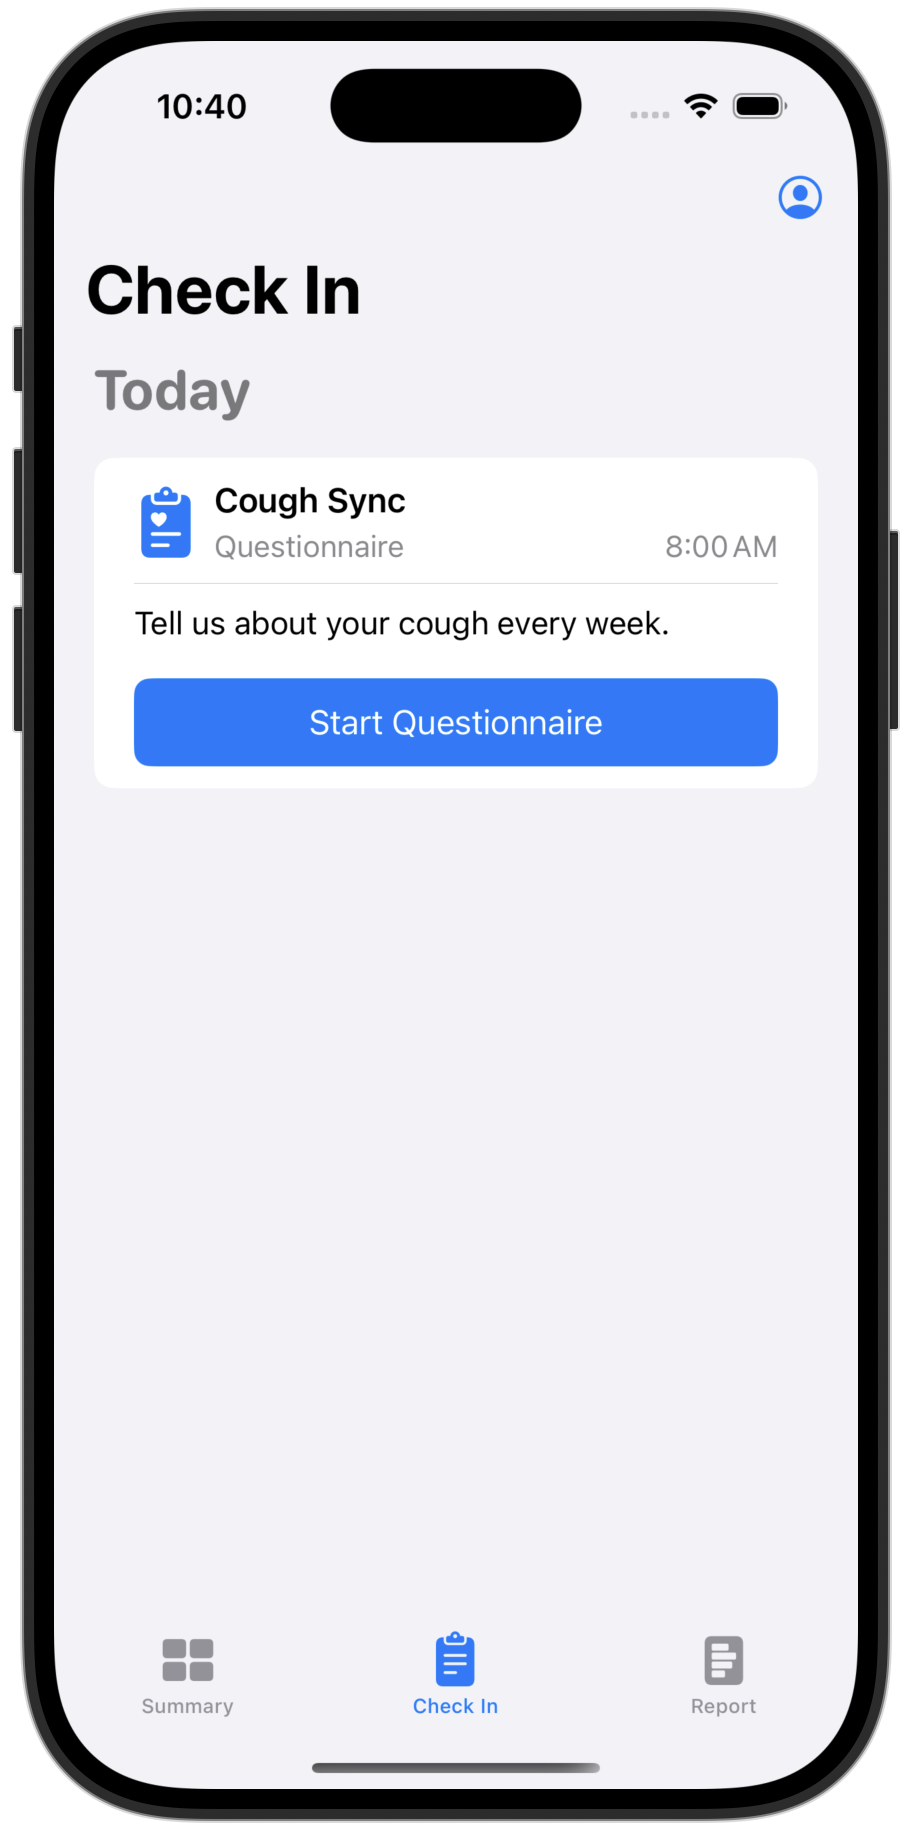 10:40
Check In
Today
Cough Sync
Questionnaire 8:00 AM
Tell us about your cough every week.
Start Questionnaire
Summary Check In Report